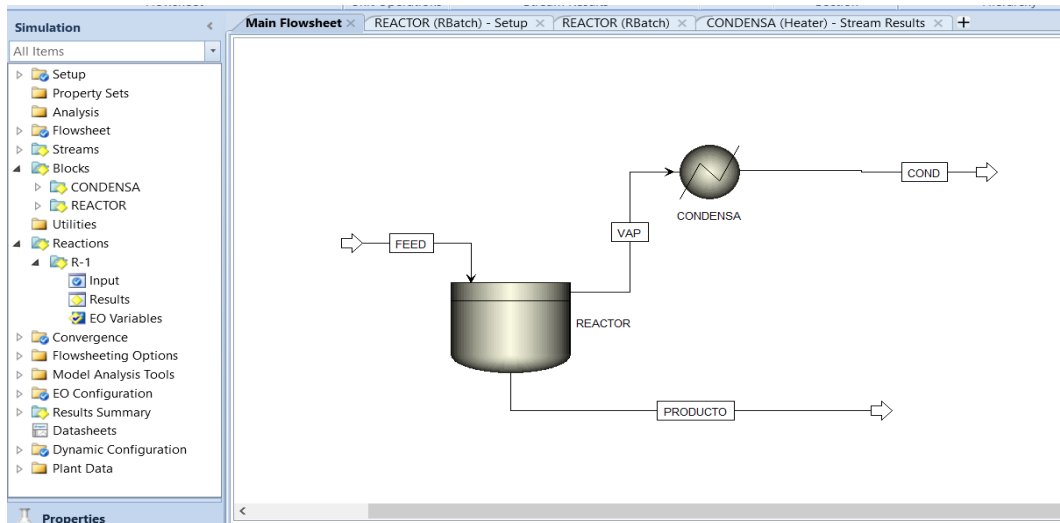 Main Flowsheet
REACTOR (RBatch) - Setup
REACTOR (RBatch)
CONDENSA (Heater) - Stream Results
Simulation
All Items
Setup
Property Sets
Analysis
Flowsheet
Streams
Blocks
CONDENSA
REACTOR
Utilities
Reactions
R-1
Input
Results
EO Variables
Convergence
Flowsheeting Options
Model Analysis Tools
EO Configuration
Results Summary
Datasheets
Dynamic Configuration
Plant Data
Properties
COND
CONDENSA
VAP
FEED
REACTOR
PRODUCTO